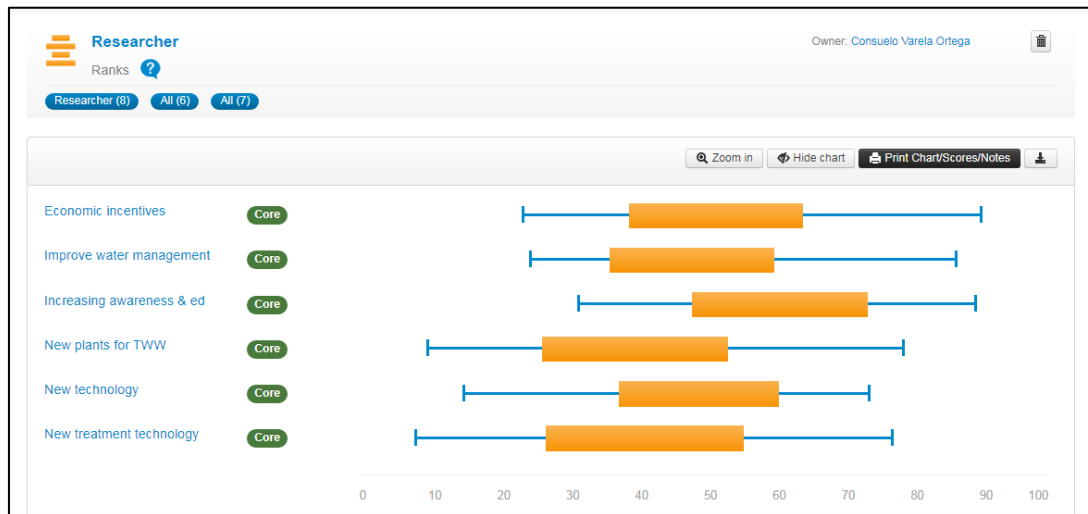 Researcher
Owner: Consuelo Varela Ortega
Ranks ?
Researcher (8) All (6) All (7)
Zoom in Hide chart Print Chart/Scores/Notes
Economic incentives Core
Improve water management Core
Increasing awareness & ed Core
New plants for TWW Core
New technology Core
New treatment technology Core
0 10 20 30 40 50 60 70 80 90 100